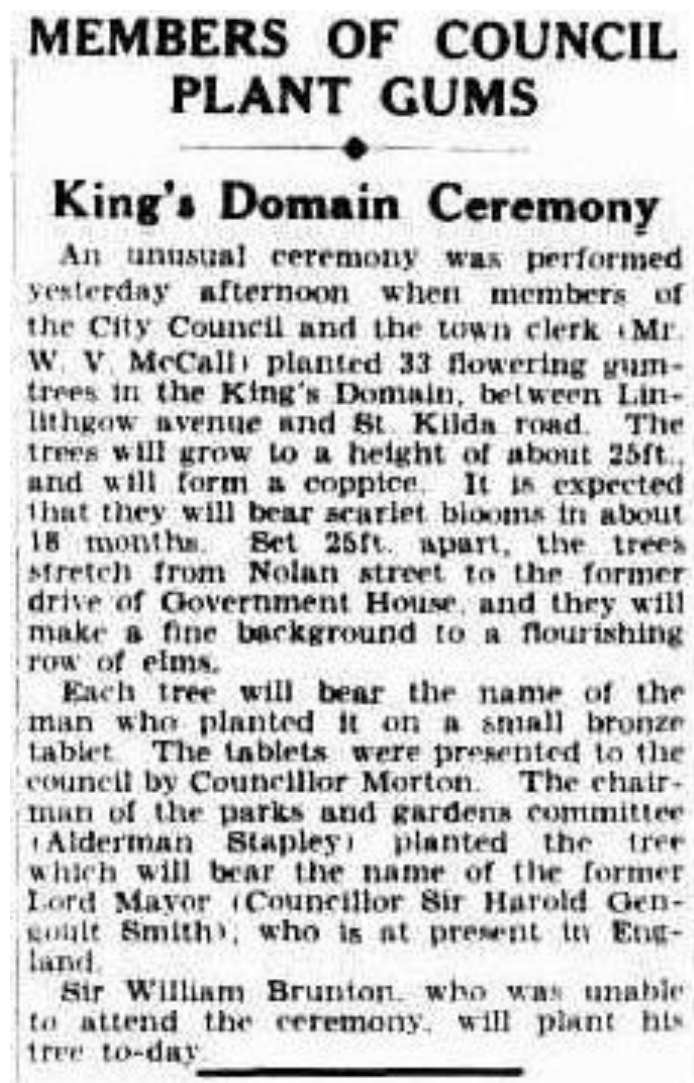 MEMBERS OF COUNCIL
PLANT GUMS
King's Domain Ceremony
An unusual ceremony was performed
yesterday afternoon when members of
the City Council and the town clerk (Mr.
W. V. McCall) planted 33 flowering gum-
trees in the King's Domain, between Lin-
lithgow avenue and St. Kilda road. The
trees will grow to a height of about 25ft.,
and will form a coppice. It is expected
that they will bear scarlet blooms in about
18 months. Set 25ft. apart, the trees
stretch from Nolan street to the former
drive of Government House, and they will
make a fine background to a flourishing
row of elms.
Each tree will bear the name of the
man who planted it on a small bronze
tablet. The tablets were presented to the
council by Councillor Morton. The chair-
man of the parks and gardens committee
(Alderman Stapley) planted the tree
which will bear the name of the former
Lord Mayor (Councillor Sir Harold Gen-
goult Smith), who is at present in Eng-
land.
Sir William Brunton, who was unable
to attend the ceremony, will plant his
tree to-day.